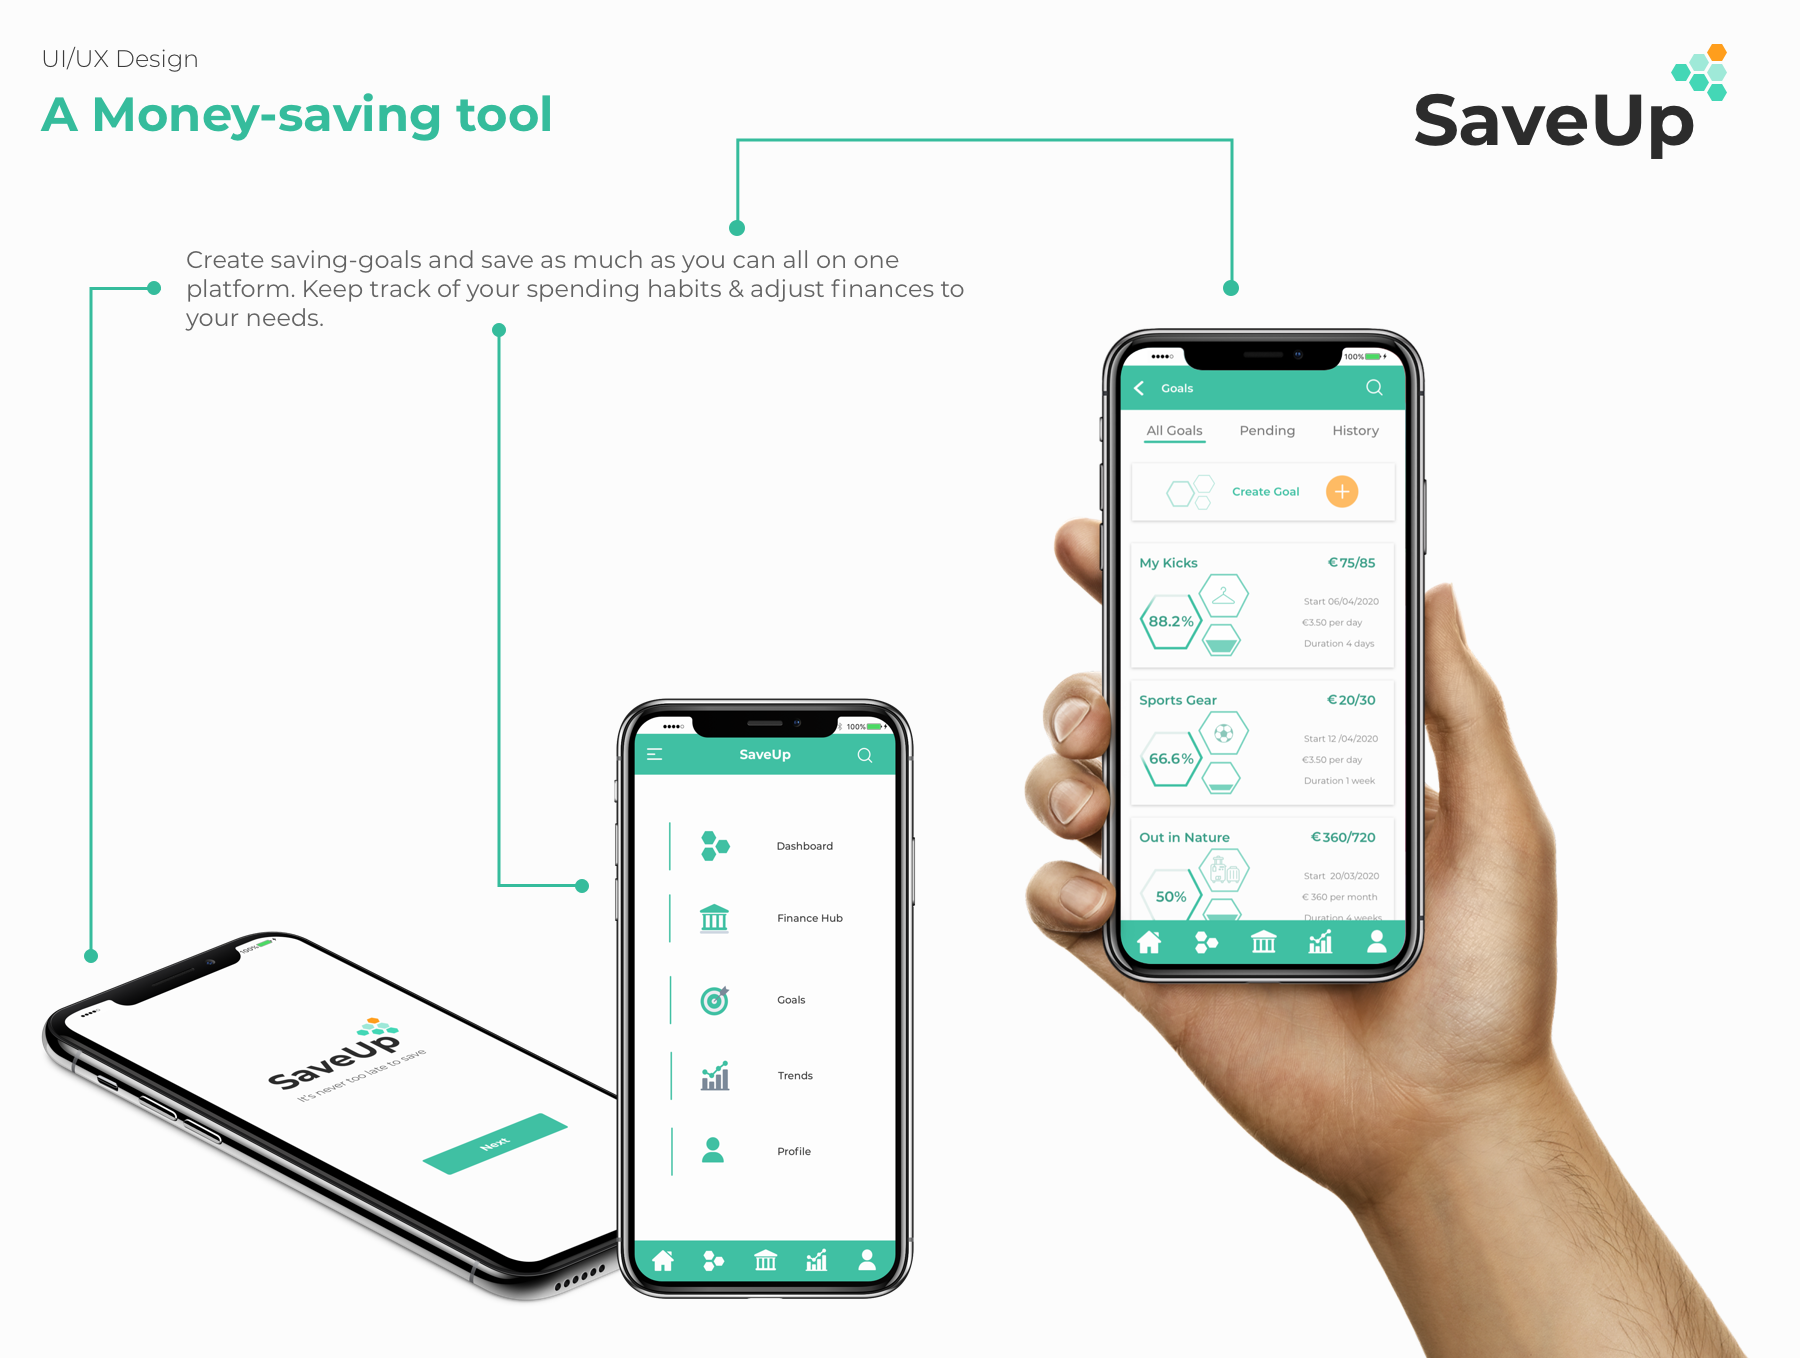 UI/UX Design
A Money-saving tool
SaveUp
Create saving-goals and save as much as you can all on one
platform. Keep track of your spending habits & adjust finances to
your needs.
100%
Goals
All Goals
Pending
History
Create Goal
My Kicks
€75/85
88.2%
Start 06/04/2020
€3.50 per day
Duration 4 days
Sports Gear
€20/30
66.6%
Start 12 /04/2020
€3.50 per day
Duration 1 week
Out in Nature
€360/720
50%
Start 20/03/2020
€ 360 per month
Duration 4 weeks
100%
SaveUp
Dashboard
Finance Hub
Goals
Trends
Profile
100%
SaveUp
It's never too late to save
Next